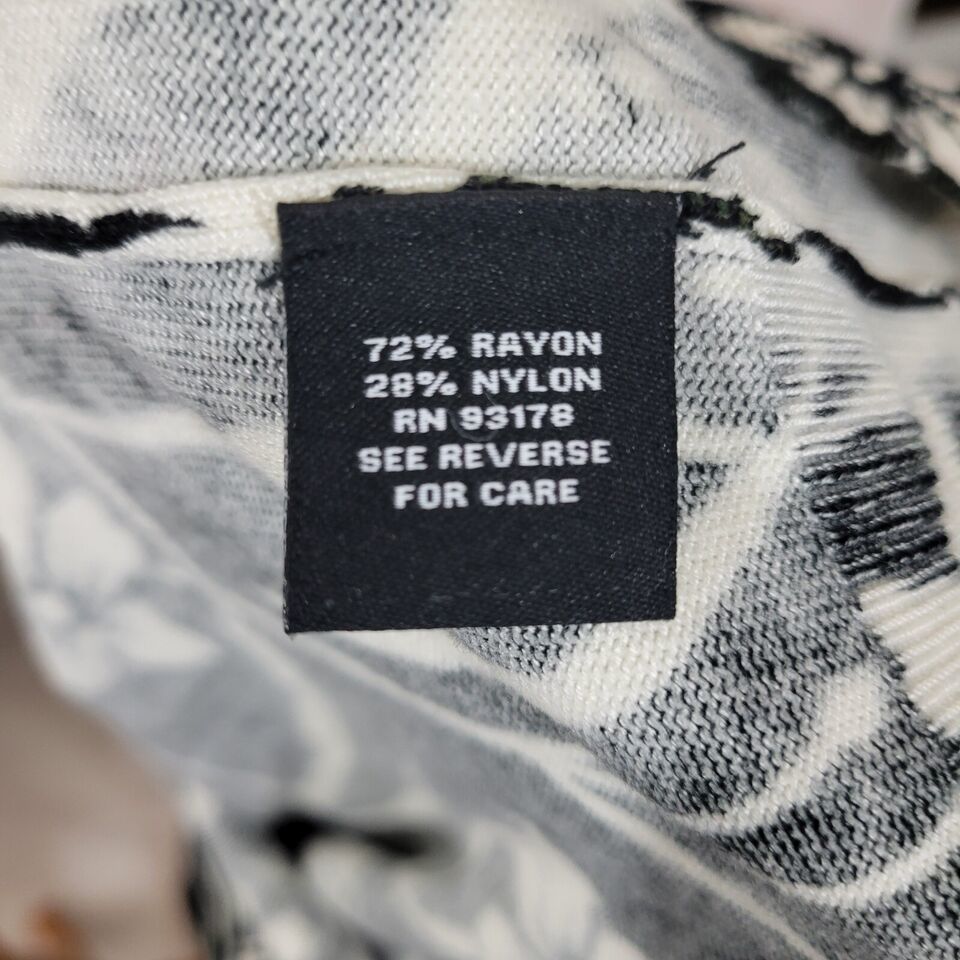 72% RAYON
28% NYLON
RN 93178
SEE REVERSE
FOR CARE